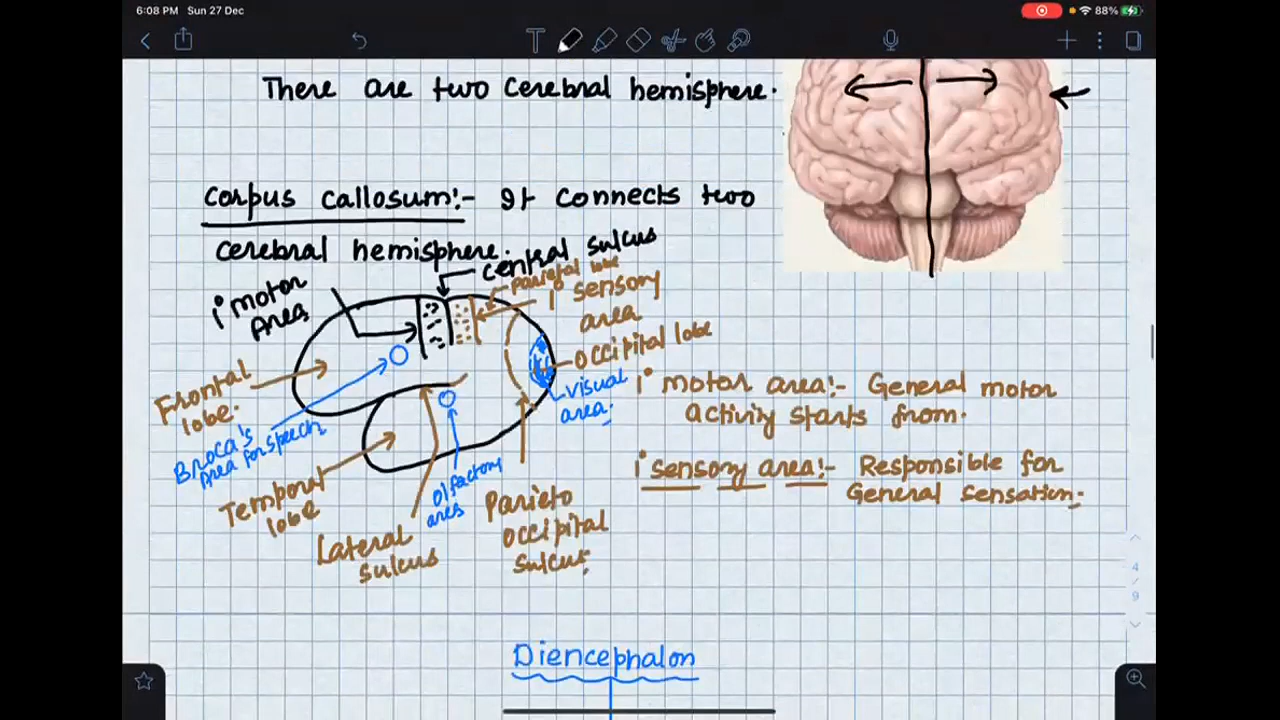 6:08 PM Sun 27 Dec
88%
There are two cerebral hemisphere.
Corpus callosum:- It connects two
cerebral hemisphere.
central sulcus
parietal lobe
1° motor
Area
1° sensory
area
occipital lobe
visual
area.
Frontal
lobe.
Broca's
Area for speech
Temporal
lobe
Lateral
sulcus
olfactory
area
Parieto
occipital
sulcus
1° motor area:- General motor
activity starts from.
1° sensory area:- Responsible for
General sensation.
4
/
9
Diencephalon